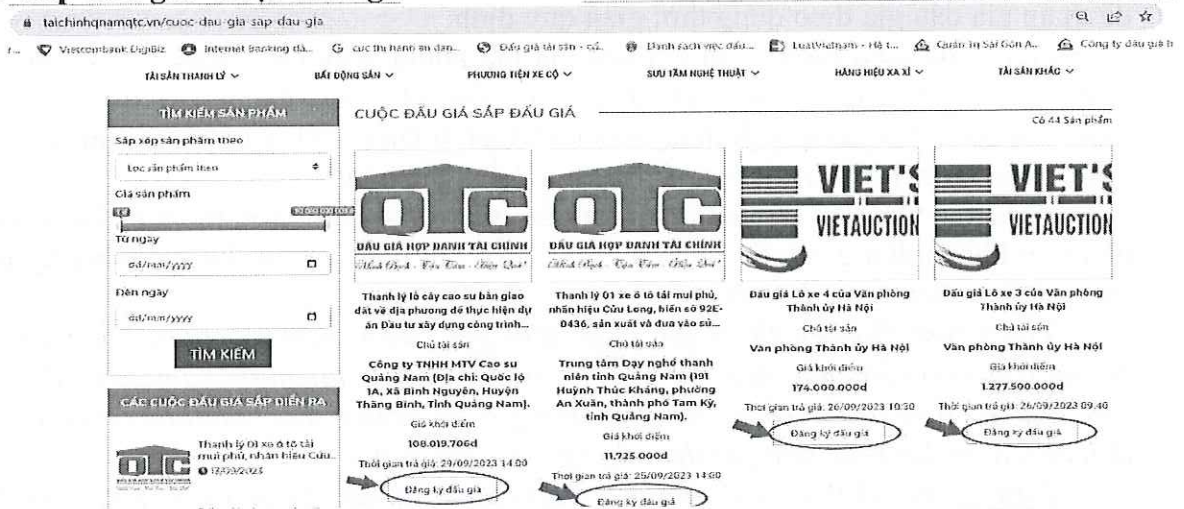 taichinhqnamqtc.vn/cuoc-dau-gia-sap-dau-gia
Vietcombank DigiBiz
Internet Banking dà...
cục thi hành án dân...
Đấu giá tài sản - cổ...
Danh sách việc đấu...
LuatVietnam - Hệ t...
Quán In Sài Gòn A...
Công ty đấu giá h
TÀI SẢN THANH LÝ
BẤT ĐỘNG SẢN
PHƯƠNG TIỆN XE CỘ
SƯU TẦM NGHỆ THUẬT
HÀNG HIỆU XA XỈ
TÀI SẢN KHÁC
TÌM KIẾM SẢN PHẨM
Sắp xếp sản phẩm theo
Lọc sản phẩm theo
Giá sản phẩm
Từ ngày
dd/mm/yyyy
Đến ngày
dd/mm/yyyy
TÌM KIẾM
CÁC CUỘC ĐẤU GIÁ SẮP DIỄN RA
QTC
Thanh lý 01 xe ô tô tải
mui phủ, nhãn hiệu Cửu...
CUỘC ĐẤU GIÁ SẮP ĐẤU GIÁ
Có 44 Sản phẩm
QTC
ĐẤU GIÁ HỢP DANH TÀI CHÍNH
Thanh lý lô cây cao su bàn giao
đất về địa phương để thực hiện dự
án Đầu tư xây dựng công trình...
Chủ tài sản
Công ty TNHH MTV Cao su
Quảng Nam (Địa chỉ: Quốc lộ
1A, Xã Bình Nguyên, Huyện
Thăng Bình, Tỉnh Quảng Nam).
Giá khởi điểm
108.019.706đ
Thời gian trả giá: 29/09/2023 14:00
Đăng ký đấu giá
QTC
ĐẤU GIÁ HỢP DANH TÀI CHÍNH
Thanh lý 01 xe ô tô tải mui phủ,
nhãn hiệu Cửu Long, biển số 92E-
0436, sản xuất và đưa vào sử...
Chủ tài sản
Trung tâm Dạy nghề thanh
niên tỉnh Quảng Nam (191
Huỳnh Thúc Kháng, phường
An Xuân, thành phố Tam Kỳ,
tỉnh Quảng Nam).
Giá khởi điểm
11.725.000đ
Thời gian trả giá: 25/09/2023 14:00
Đăng ký đấu giá
VIET'S
VIETAUCTION
Đấu giá Lô xe 4 của Văn phòng
Thành ủy Hà Nội
Chủ tài sản
Văn phòng Thành ủy Hà Nội
Giá khởi điểm
174.000.000đ
Thời gian trả giá: 26/09/2023 10:30
Đăng ký đấu giá
VIET'S
VIETAUCTION
Đấu giá Lô xe 3 của Văn phòng
Thành ủy Hà Nội
Chủ tài sản
Văn phòng Thành ủy Hà Nội
Giá khởi điểm
1.277.500.000đ
Thời gian trả giá: 26/09/2023 09:40
Đăng ký đấu giá